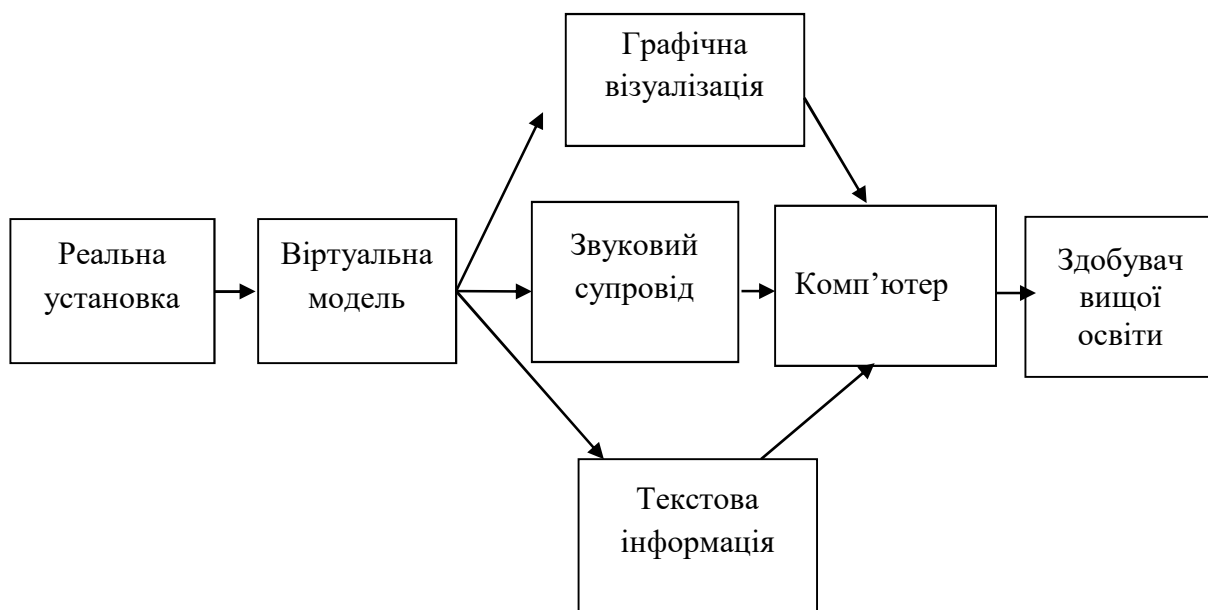 Графічна
візуалізація
Реальна
установка
Віртуальна
модель
Звуковий
супровід
Комп’ютер
Здобувач
вищої
освіти
Текстова
інформація